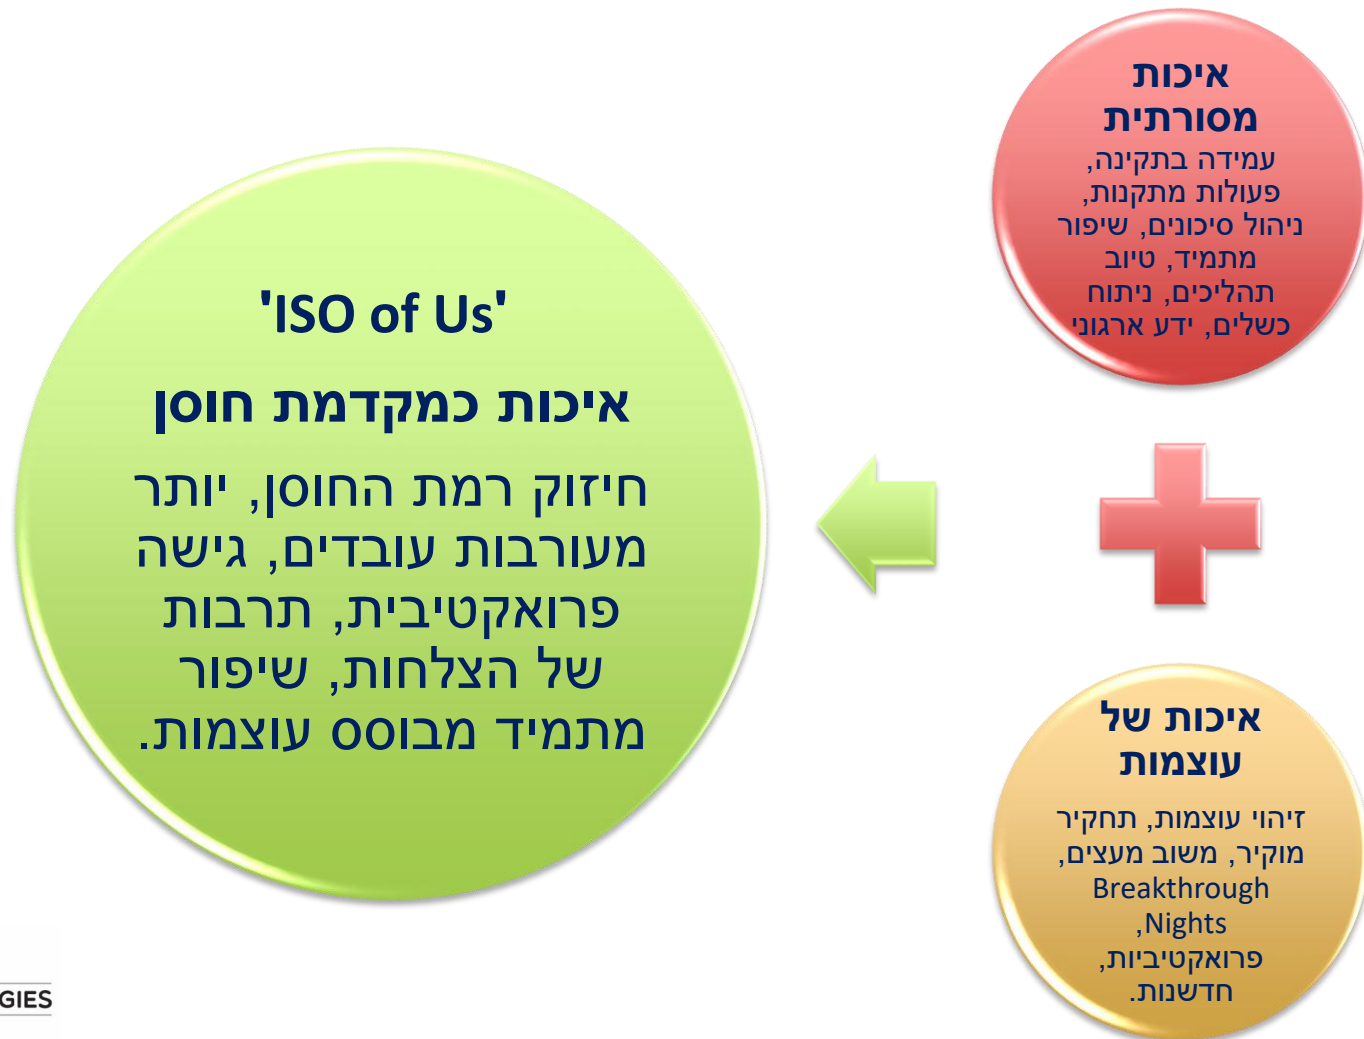 איכות
מסורתית
עמידה בתקינה,
פעולות מתקנות,
ניהול סיכונים, שיפור
מתמיד, טיוב
תהליכים, ניתוח
כשלים, ידע ארגוני
איכות של
עוצמות
זיהוי עוצמות, תחקיר
מוקיר, משוב מעצים,
Breakthrough
Nights,
פרואקטיביות,
חדשנות.
'ISO of Us'
איכות כמקדמת חוסן
חיזוק רמת החוסן, יותר
מעורבות עובדים, גישה
פרואקטיבית, תרבות
של הצלחות, שיפור
מתמיד מבוסס עוצמות.
GIES